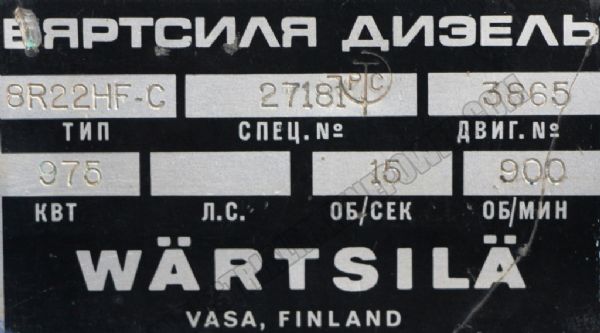 ВЯРТСИЛЯ ДИЗЕЛЬ
8R22HF-C 27181 РС 3865
ТИП СПЕЦ.№ ДВИГ.№
975 15 900
КВТ Л.С. ОБ/СЕК ОБ/МИН
WÄRTSILÄ
VASA, FINLAND